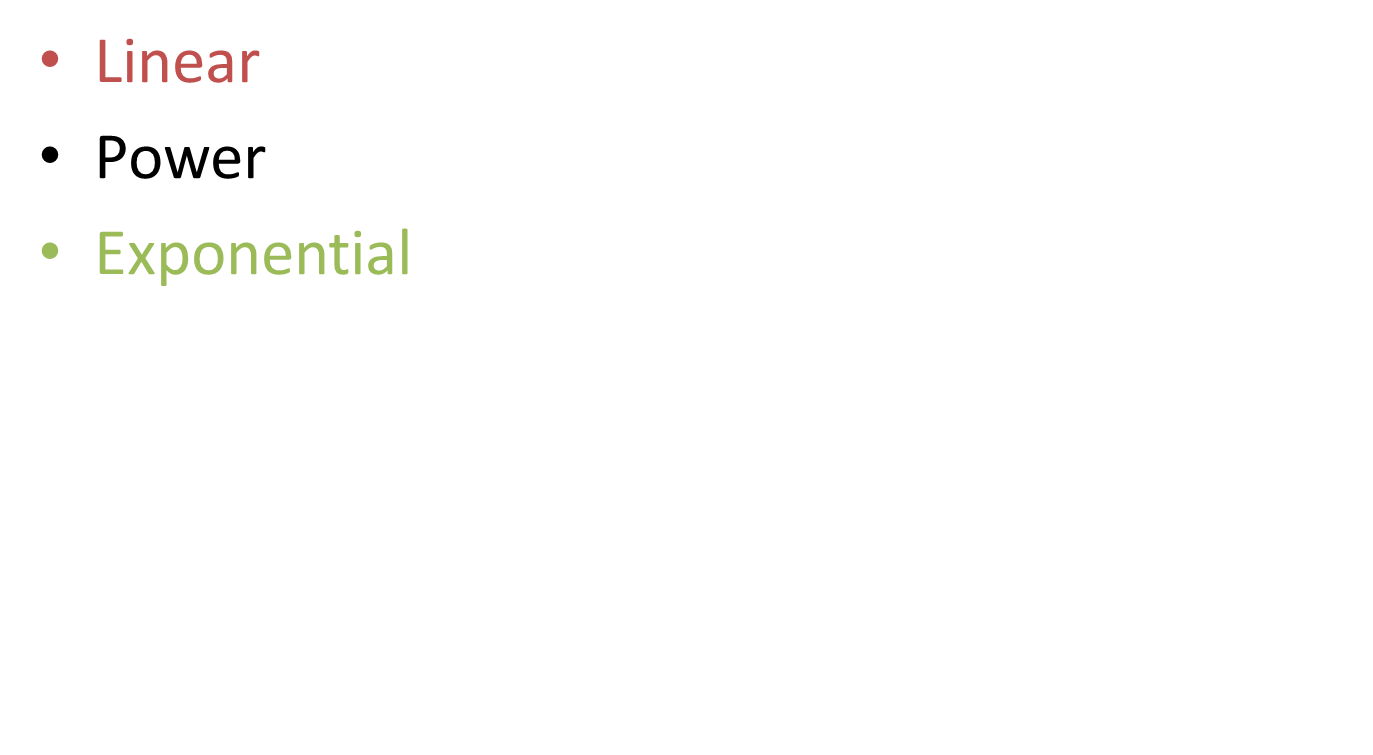 • Linear
• Power
• Exponential